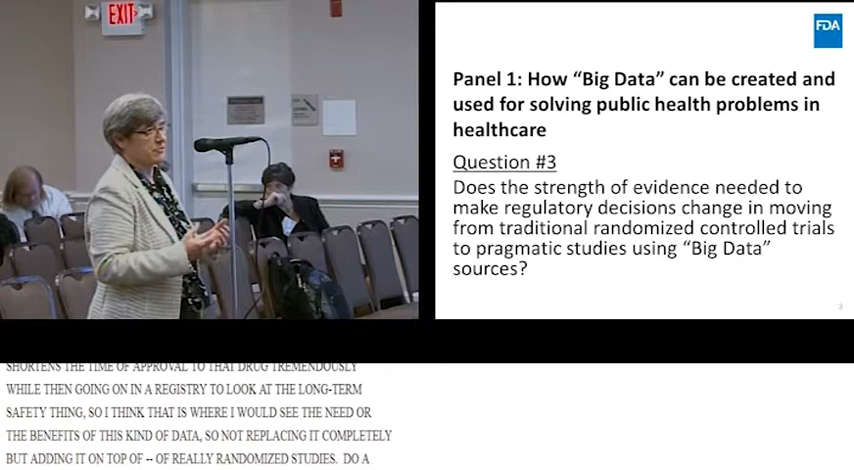 EXIT
FDA
Panel 1: How “Big Data” can be created and
used for solving public health problems in
healthcare
Question #3
Does the strength of evidence needed to
make regulatory decisions change in moving
from traditional randomized controlled trials
to pragmatic studies using “Big Data”
sources?
3
SHORTENS THE TIME OF APPROVAL TO THAT DRUG TREMENDOUSLY
WHILE THEN GOING ON IN A REGISTRY TO LOOK AT THE LONG-TERM
SAFETY THING, SO I THINK THAT IS WHERE I WOULD SEE THE NEED OR
THE BENEFITS OF THIS KIND OF DATA, SO NOT REPLACING IT COMPLETELY
BUT ADDING IT ON TOP OF -- OF REALLY RANDOMIZED STUDIES.  DO A